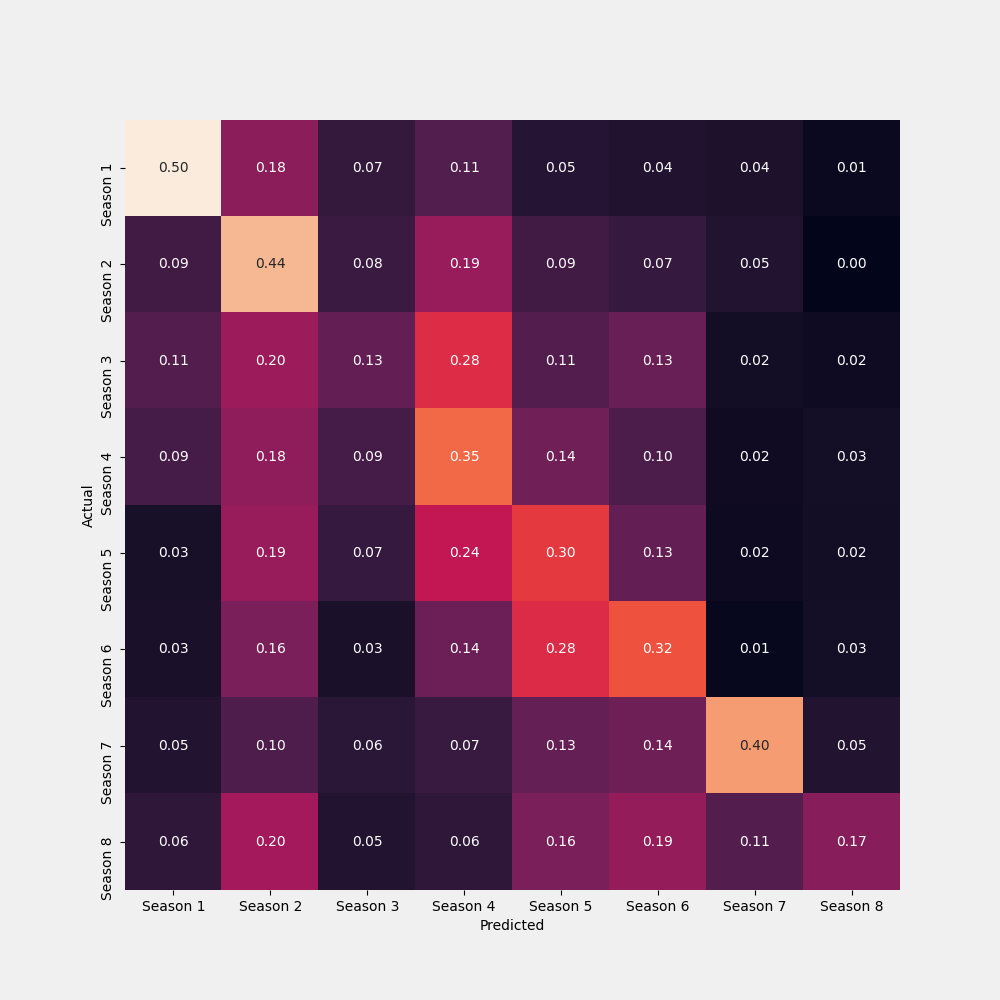 Season 1 0.50 0.18 0.07 0.11 0.05 0.04 0.04 0.01
Season 2 0.09 0.44 0.08 0.19 0.09 0.07 0.05 0.00
Season 3 0.11 0.20 0.13 0.28 0.11 0.13 0.02 0.02
Season 4 0.09 0.18 0.09 0.35 0.14 0.10 0.02 0.03
Actual
Season 5 0.03 0.19 0.07 0.24 0.30 0.13 0.02 0.02
Season 6 0.03 0.16 0.03 0.14 0.28 0.32 0.01 0.03
Season 7 0.05 0.10 0.06 0.07 0.13 0.14 0.40 0.05
Season 8 0.06 0.20 0.05 0.06 0.16 0.19 0.11 0.17
Season 1 Season 2 Season 3 Season 4 Season 5 Season 6 Season 7 Season 8
Predicted